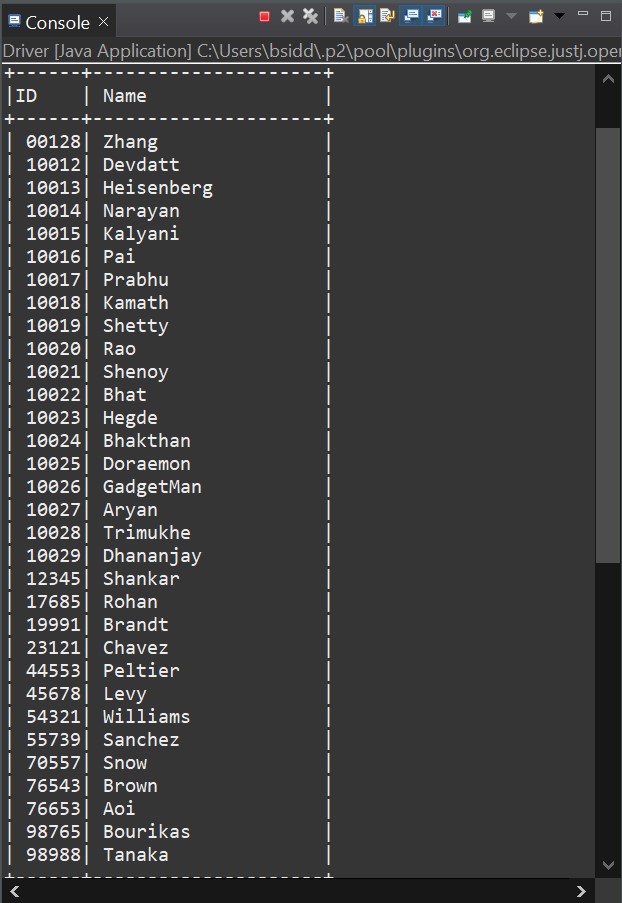 Console
Driver [Java Application] C:\Users\bsidd\.p2\pool\plugins\org.eclipse.justj.ope
+------+----------------------+
|ID    | Name                 |
+------+----------------------+
| 00128| Zhang                |
| 10012| Devdatt              |
| 10013| Heisenberg           |
| 10014| Narayan              |
| 10015| Kalyani              |
| 10016| Pai                  |
| 10017| Prabhu               |
| 10018| Kamath               |
| 10019| Shetty               |
| 10020| Rao                  |
| 10021| Shenoy               |
| 10022| Bhat                 |
| 10023| Hegde                |
| 10024| Bhakthan             |
| 10025| Doraemon             |
| 10026| GadgetMan            |
| 10027| Aryan                |
| 10028| Trimukhe             |
| 10029| Dhananjay            |
| 12345| Shankar              |
| 17685| Rohan                |
| 19991| Brandt               |
| 23121| Chavez               |
| 44553| Peltier              |
| 45678| Levy                 |
| 54321| Williams             |
| 55739| Sanchez              |
| 70557| Snow                 |
| 76543| Brown                |
| 76653| Aoi                  |
| 98765| Bourikas             |
| 98988| Tanaka               |
+------+----------------------+